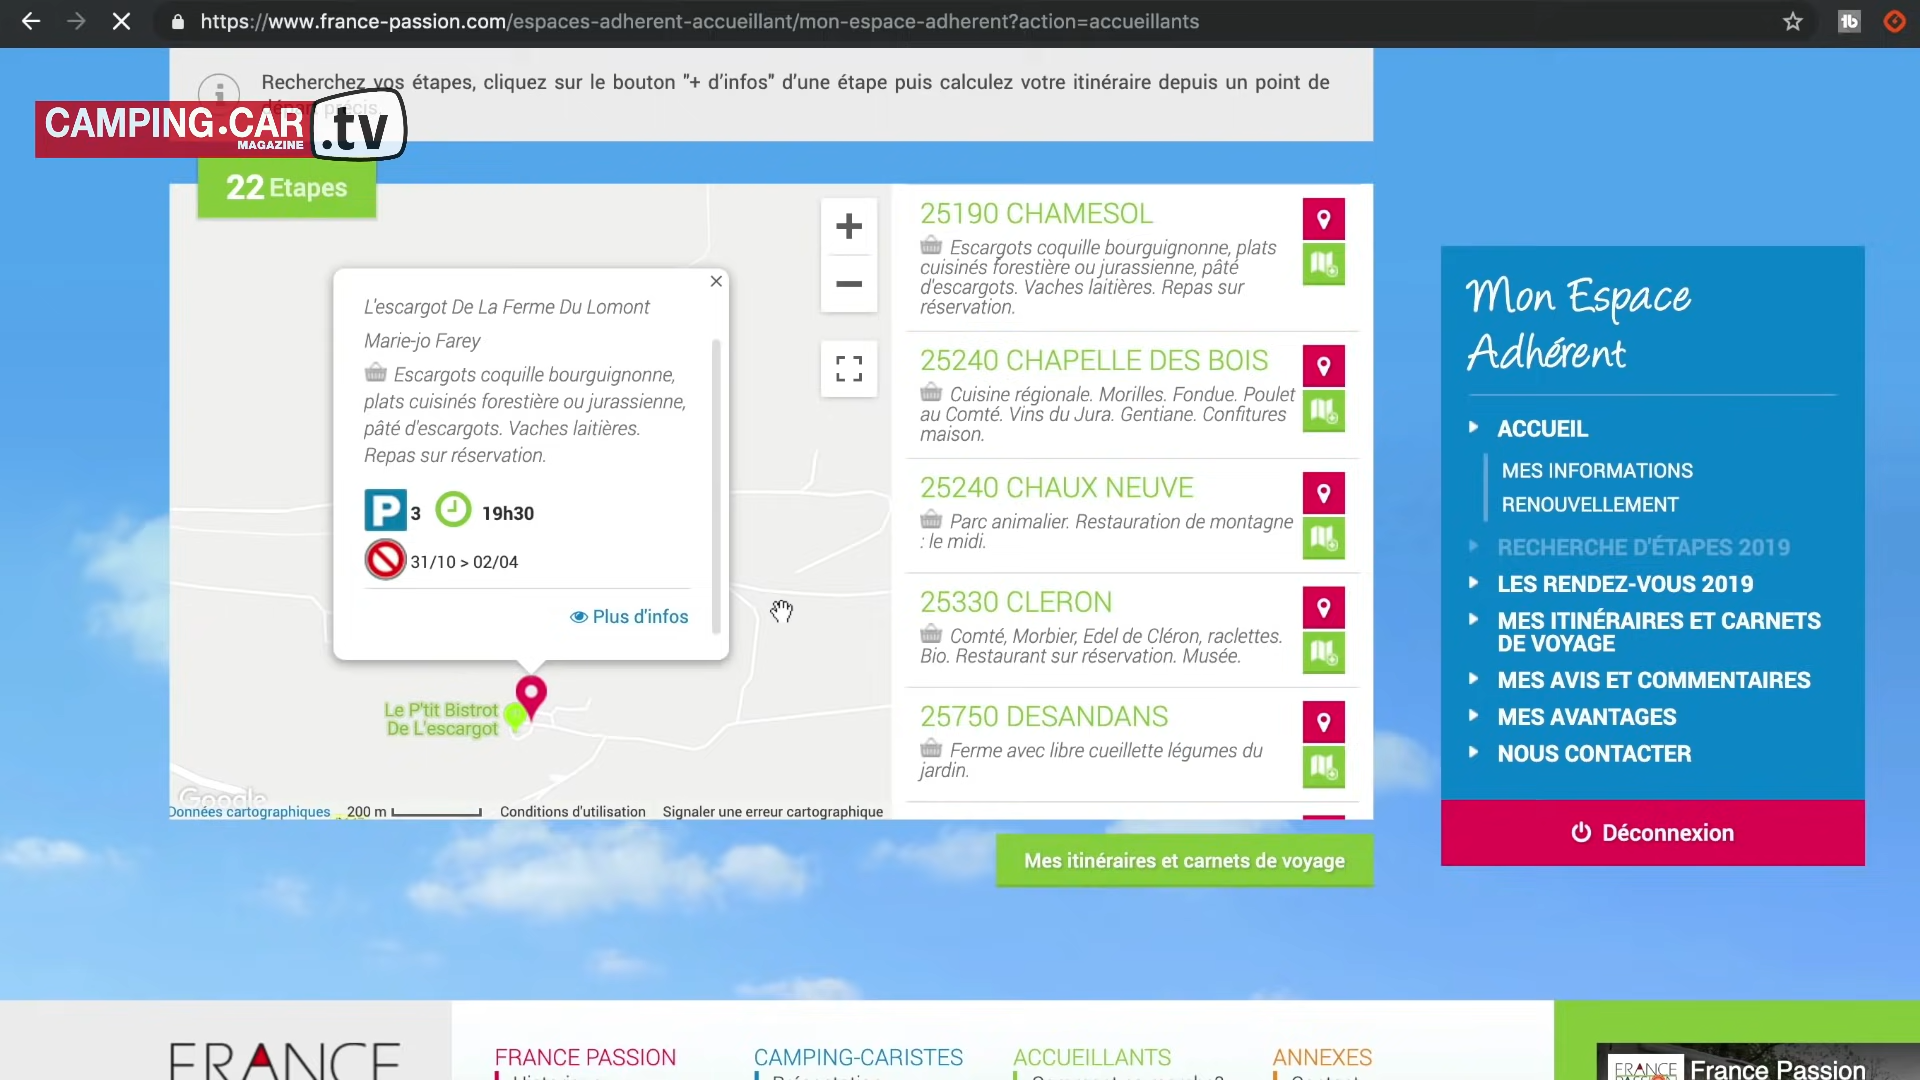 https://www.france-passion.com/espaces-adherent-accueillant/mon-espace-adherent?action=accueillants
Recherchez vos étapes, cliquez sur le bouton "+ d'infos" d'une étape puis calculez votre itinéraire depuis un point de
départ précis.
CAMPING-CAR
MAGAZINE
.tv
22 Etapes
L'escargot De La Ferme Du Lomont
Marie-jo Farey
Escargots coquille bourguignonne,
plats cuisinés forestière ou jurassienne,
pâté d'escargots. Vaches laitières.
Repas sur réservation.
P 3 19h30
31/10 > 02/04
Plus d'infos
Le P'tit Bistrot
De L'escargot
Google
Données cartographiques 200 m Conditions d'utilisation Signaler une erreur cartographique
25190 CHAMESOL
Escargots coquille bourguignonne, plats
cuisinés forestière ou jurassienne, pâté
d'escargots. Vaches laitières. Repas sur
réservation.
25240 CHAPELLE DES BOIS
Cuisine régionale. Morilles. Fondue. Poulet
au Comté. Vins du Jura. Gentiane. Confitures
maison.
25240 CHAUX NEUVE
Parc animalier. Restauration de montagne
: le midi.
25330 CLERON
Comté, Morbier, Edel de Cléron, raclettes.
Bio. Restaurant sur réservation. Musée.
25750 DESANDANS
Ferme avec libre cueillette légumes du
jardin.
Mes itinéraires et carnets de voyage
Mon Espace
Adhérent
ACCUEIL
MES INFORMATIONS
RENOUVELLEMENT
RECHERCHE D'ÉTAPES 2019
LES RENDEZ-VOUS 2019
MES ITINÉRAIRES ET CARNETS
DE VOYAGE
MES AVIS ET COMMENTAIRES
MES AVANTAGES
NOUS CONTACTER
Déconnexion
FRANCE
FRANCE PASSION
CAMPING-CARISTES
ACCUEILLANTS
ANNEXES
FRANCE
France Passion